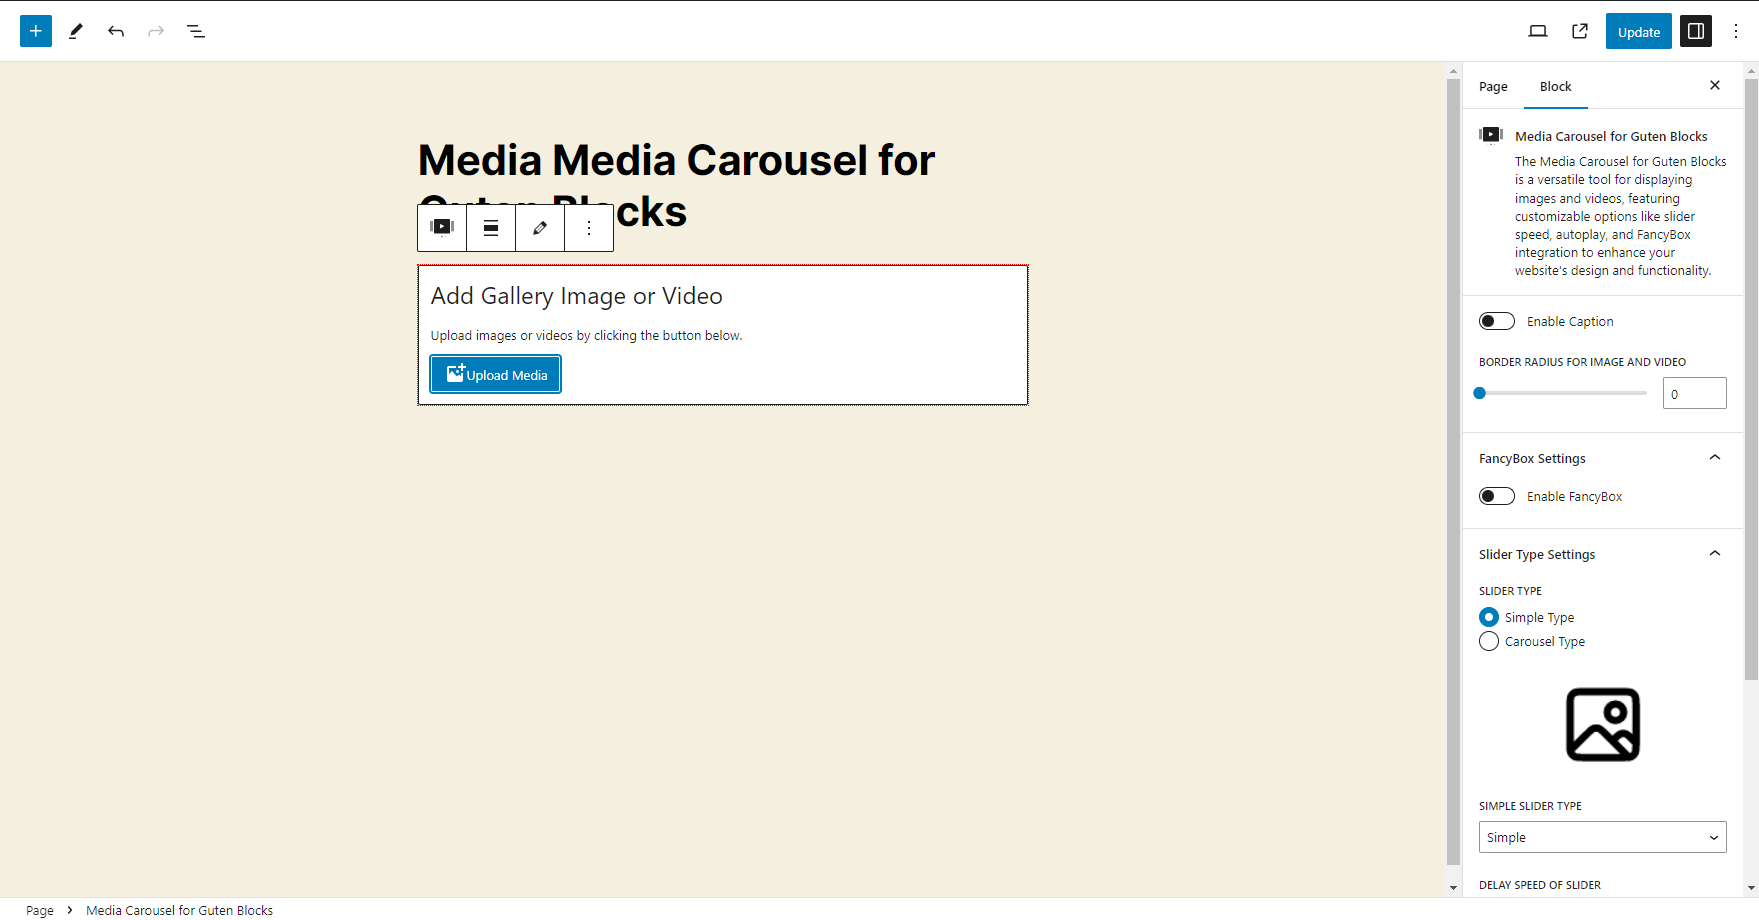 Update
Media Media Carousel for
Guten Blocks
Add Gallery Image or Video
Upload images or videos by clicking the button below.
Upload Media
Page Block
Media Carousel for Guten Blocks
The Media Carousel for Guten Blocks
is a versatile tool for displaying
images and videos, featuring
customizable options like slider
speed, autoplay, and FancyBox
integration to enhance your
website's design and functionality.
Enable Caption
BORDER RADIUS FOR IMAGE AND VIDEO
0
FancyBox Settings
Enable FancyBox
Slider Type Settings
SLIDER TYPE
Simple Type
Carousel Type
SIMPLE SLIDER TYPE
Simple
DELAY SPEED OF SLIDER
Page Media Carousel for Guten Blocks